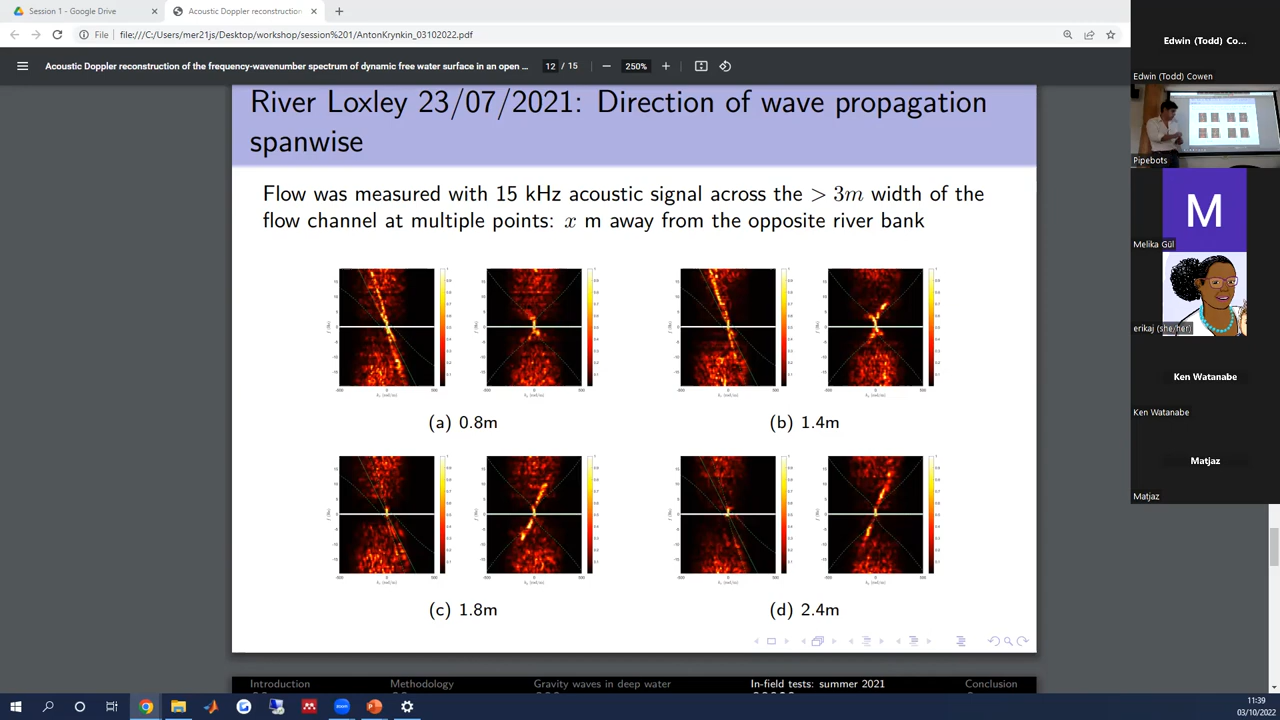 Session 1 - Google Drive
Acoustic Doppler reconstruction
File
file:///C:/Users/mer21js/Desktop/workshop/session%201/AntonKrynkin_03102022.pdf
Acoustic Doppler reconstruction of the frequency-wavenumber spectrum of dynamic free water surface in an open ...
12 / 15
250%
River Loxley 23/07/2021: Direction of wave propagation
spanwise
Flow was measured with 15 kHz acoustic signal across the > 3m width of the
flow channel at multiple points: x m away from the opposite river bank
(a) 0.8m
(b) 1.4m
(c) 1.8m
(d) 2.4m
Introduction
Methodology
Gravity waves in deep water
In-field tests: summer 2021
Conclusion
Edwin (Todd) Co...
Edwin (Todd) Cowen
Pipebots
M
Melika Gül
erikaj (she/her)
Ken Watanabe
Ken Watanabe
Matjaz
Matjaz
11:39
03/10/2022